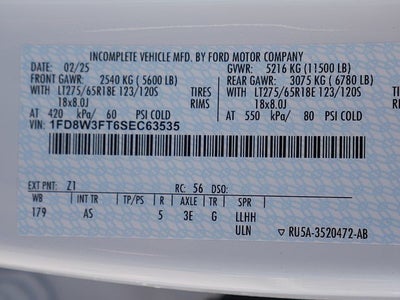 INCOMPLETE VEHICLE MFD. BY FORD MOTOR COMPANY
DATE: 02/25 GVWR: 5216 KG (11500 LB)
FRONT GAWR: 2540 KG (5600 LB) REAR GAWR: 3075 KG (6780 LB)
WITH LT275/65R18E 123/120S TIRES WITH LT275/65R18E 123/120S TIRES
18x8.0J RIMS 18x8.0J RIMS
AT 420 kPa/ 60 PSI COLD AT 550 kPa/ 80 PSI COLD
VIN: 1FD8W3FT6SEC63535
EXT PNT: Z1 RC: 56 DSO:
WB INT TR TP/PS R AXLE TR SPR
179 AS 5 3E G LLHH
ULN ▼ RU5A-3520472-AB